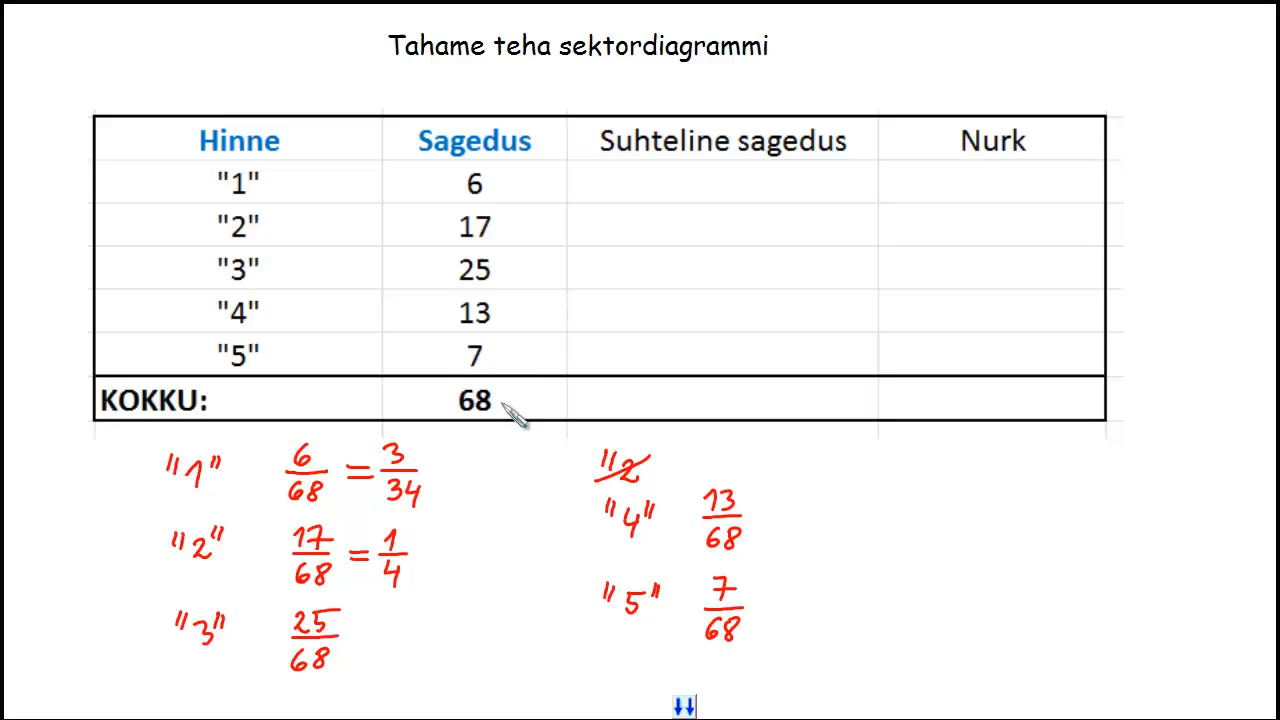 Tahame teha sektordiagrammi
Hinne Sagedus Suhteline sagedus Nurk
"1" 6
"2" 17
"3" 25
"4" 13
"5" 7
KOKKU: 68
"1" 6/68 = 3/34
"2" 17/68 = 1/4
"3" 25/68
"2
"4" 13/68
"5" 7/68